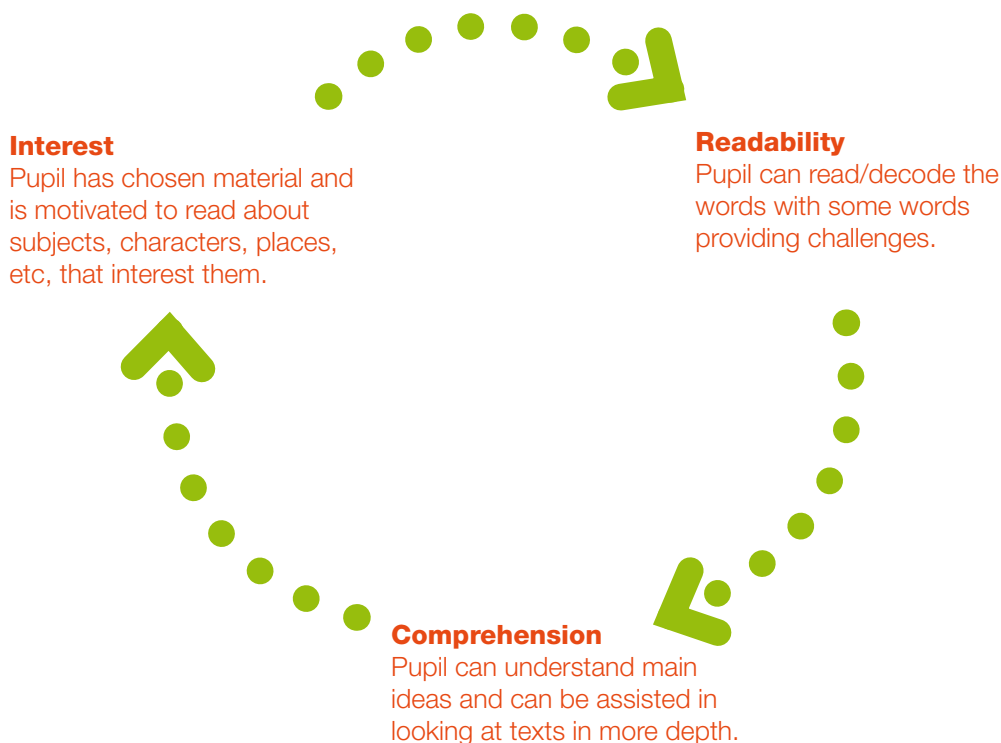 Interest
Pupil has chosen material and
is motivated to read about
subjects, characters, places,
etc, that interest them.
Readability
Pupil can read/decode the
words with some words
providing challenges.
Comprehension
Pupil can understand main
ideas and can be assisted in
looking at texts in more depth.